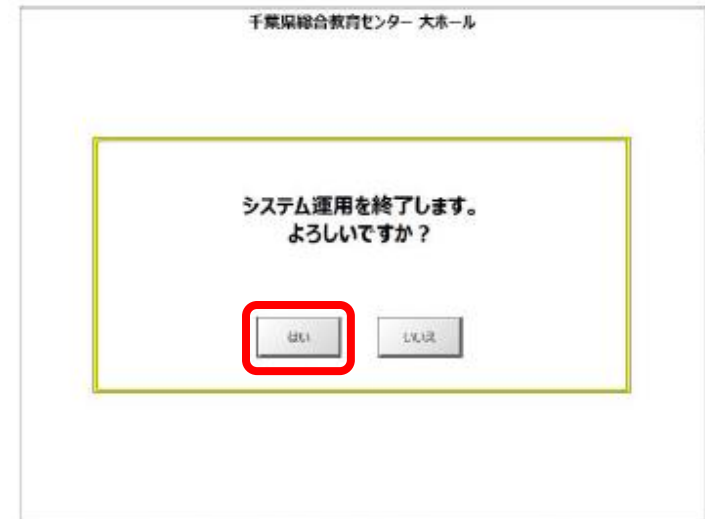 千葉県総合教育センター 大ホール
システム運用を終了します。
よろしいですか？
はい
いいえ